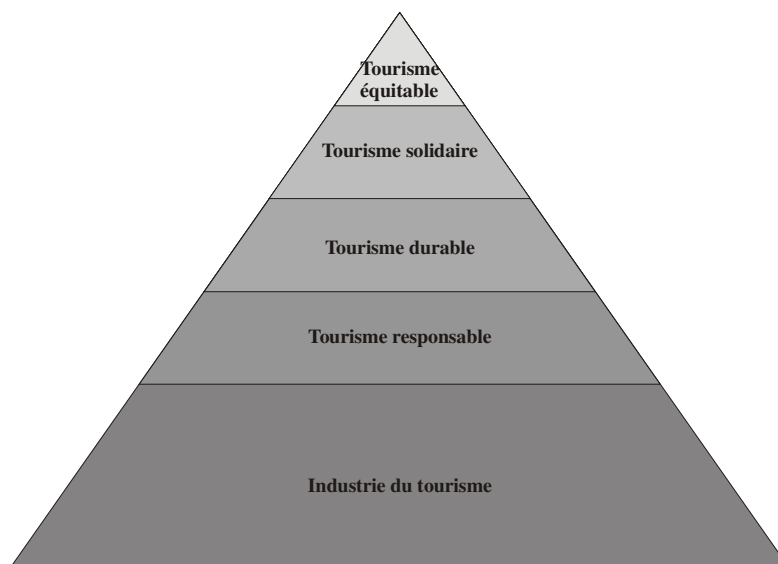 Tourisme
équitable
Tourisme solidaire
Tourisme durable
Tourisme responsable
Industrie du tourisme